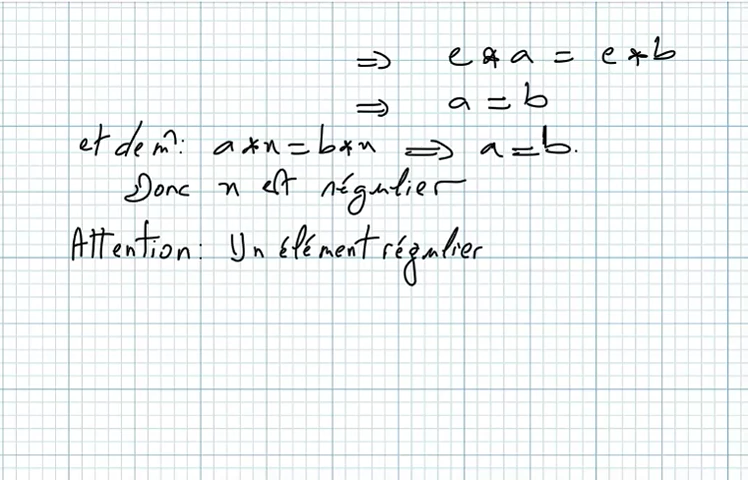 ⇒ e * a = e * b
⇒ a = b
et de m̂: a * x = b * x ⇒ a = b.
Donc x est régulier
Attention: Un élément régulier